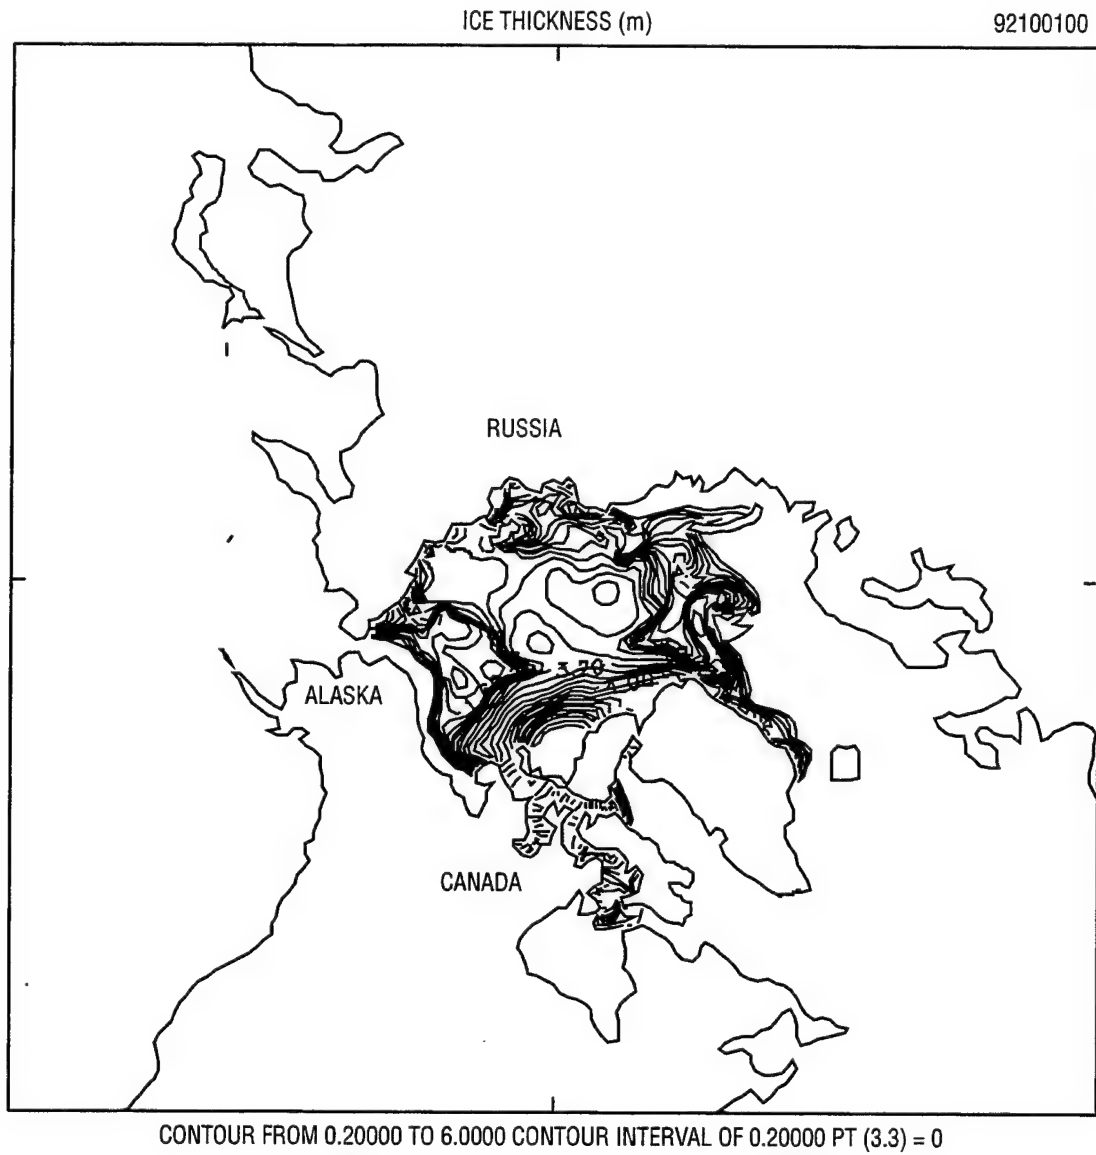 ICE THICKNESS (m) 92100100
RUSSIA
ALASKA
CANADA
CONTOUR FROM 0.20000 TO 6.0000 CONTOUR INTERVAL OF 0.20000 PT (3.3) = 0